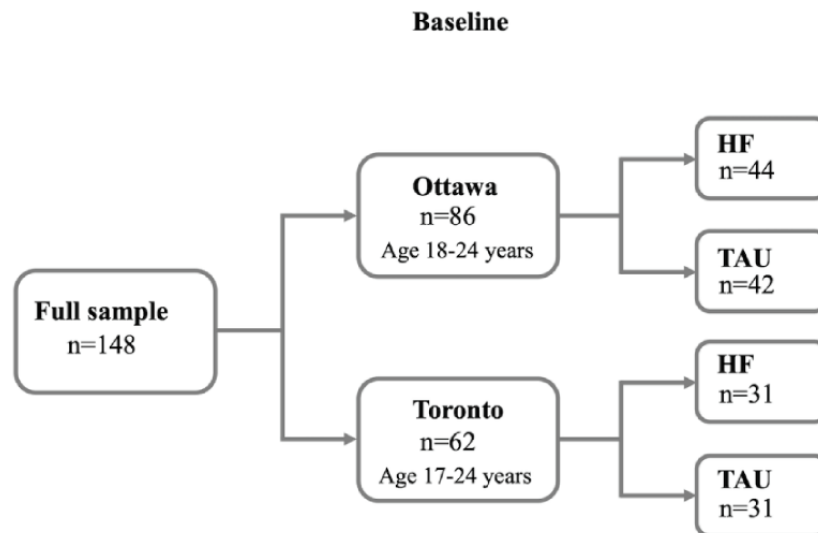 Baseline
Full sample
n=148
Ottawa
n=86
Age 18-24 years
HF
n=44
TAU
n=42
Toronto
n=62
Age 17-24 years
HF
n=31
TAU
n=31